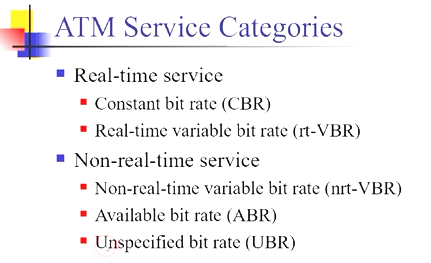 ATM Service Categories
Real-time service
Constant bit rate (CBR)
Real-time variable bit rate (rt-VBR)
Non-real-time service
Non-real-time variable bit rate (nrt-VBR)
Available bit rate (ABR)
Unspecified bit rate (UBR)